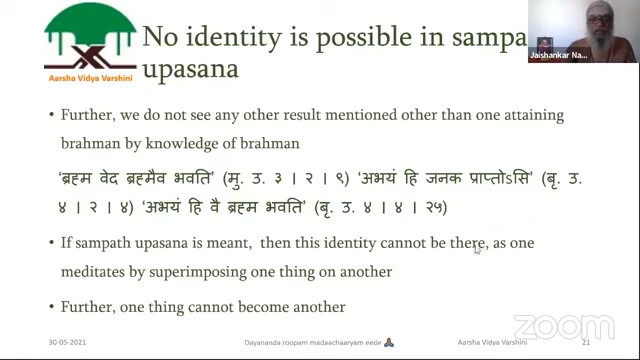 No identity is possible in sampat
upasana
Aarsha Vidya Varshini
Jaishankar Na...
• Further, we do not see any other result mentioned other than one attaining
brahman by knowledge of brahman
‘ब्रह्म वेद ब्रह्मैव भवति’ (मु. उ. ३ । २ । ९) ‘अभयं हि जनक प्राप्तोऽसि’ (बृ. उ.
४ । २ । ४) ‘अभयं हि वै ब्रह्म भवति’ (बृ. उ. ४ । ४ । २५)
• If sampath upasana is meant, then this identity cannot be there, as one
meditates by superimposing one thing on another
• Further, one thing cannot become another
30-05-2021 Dayananda roopam madaachaaryam eede Aarsha Vidya Varshini 21
zoom